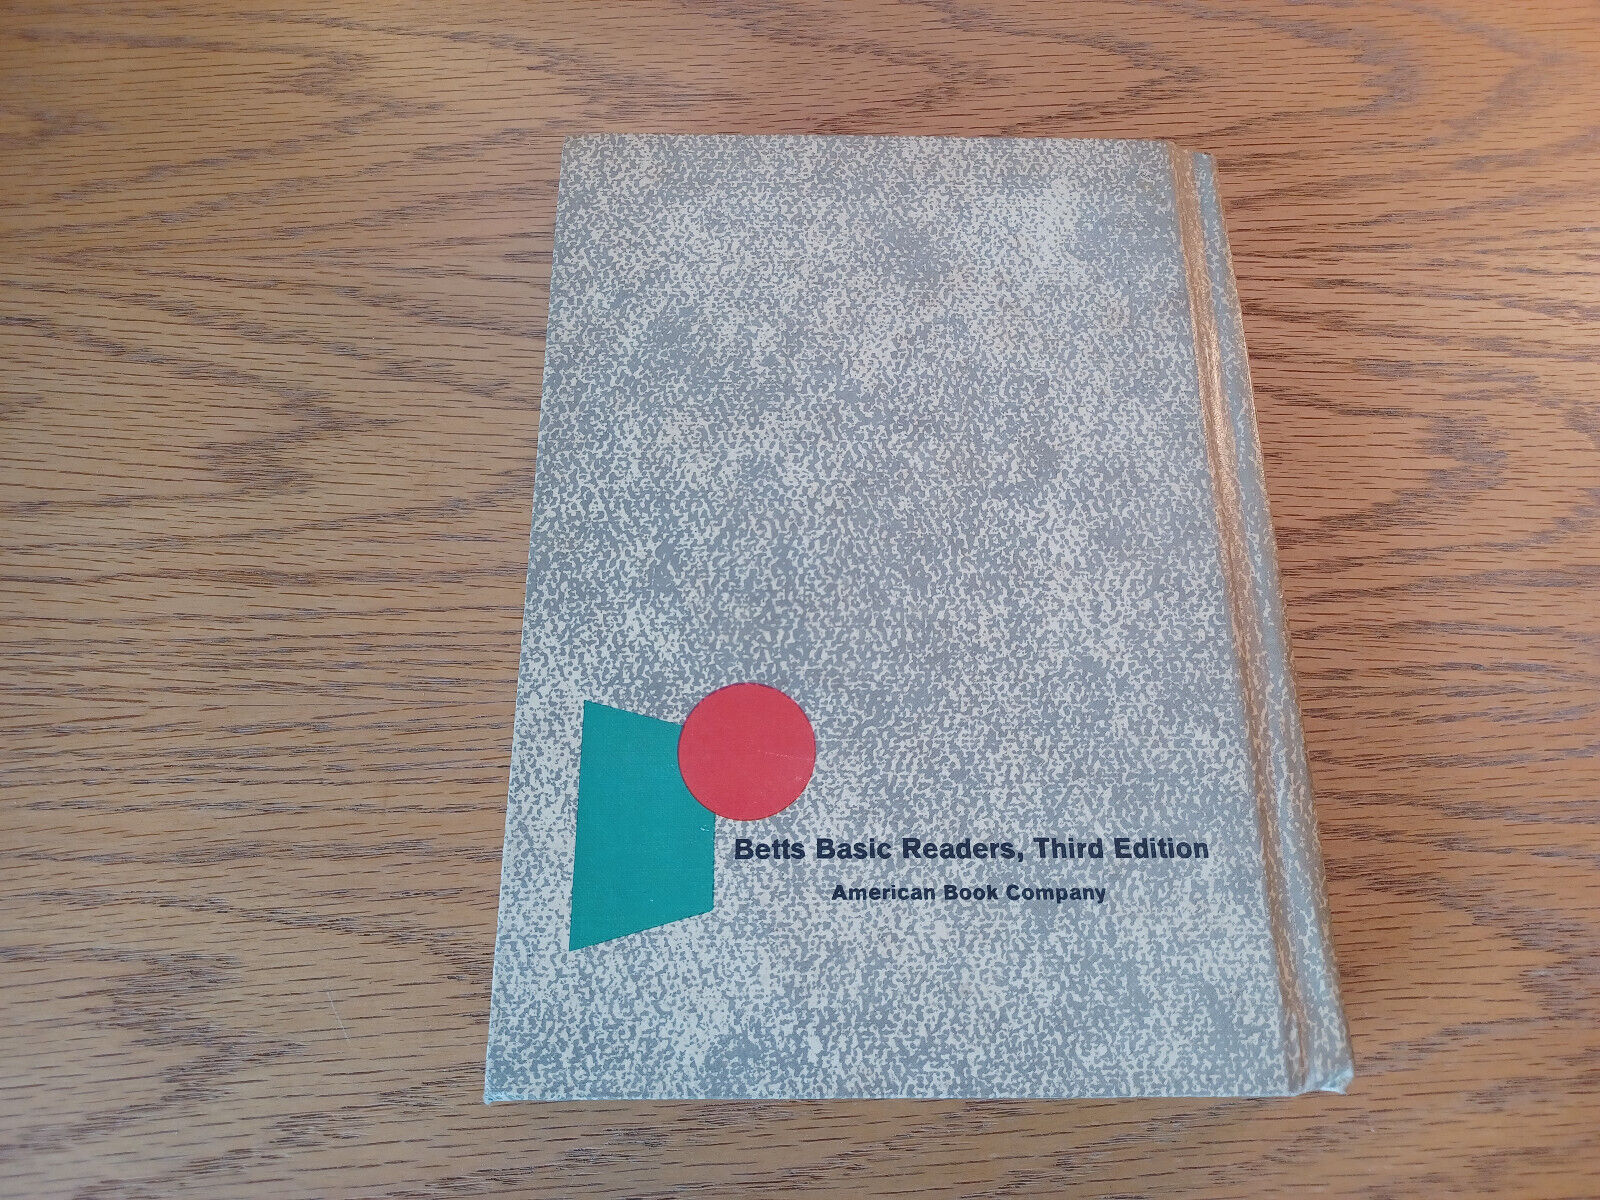 Betts Basic Readers, Third Edition
American Book Company